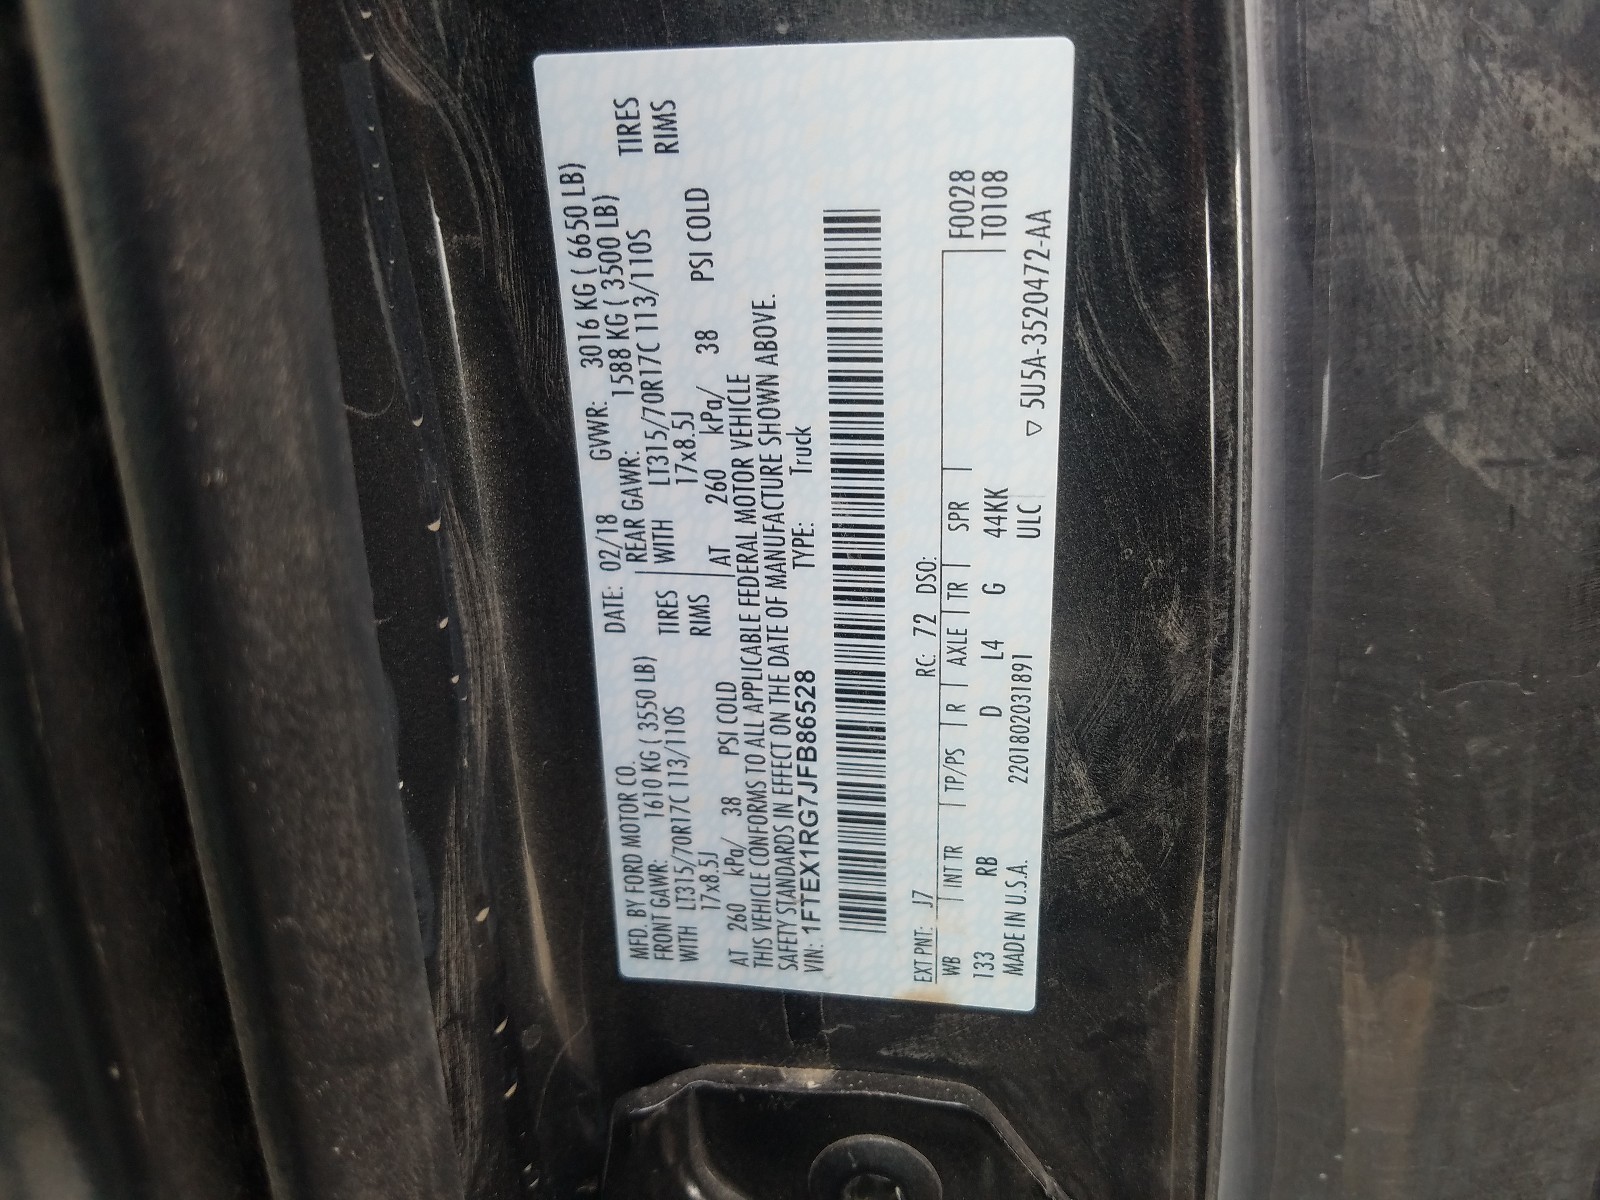 MFD. BY FORD MOTOR CO.
DATE: 02/18 GVWR: 3016 KG ( 6650 LB)
FRONT GAWR: 1610 KG ( 3550 LB) REAR GAWR: 1588 KG ( 3500 LB)
WITH LT315/70R17C 113/110S TIRES WITH LT315/70R17C 113/110S TIRES
17x8.5J RIMS 17x8.5J RIMS
AT 260 kPa/ 38 PSI COLD AT 260 kPa/ 38 PSI COLD
THIS VEHICLE CONFORMS TO ALL APPLICABLE FEDERAL MOTOR VEHICLE
SAFETY STANDARDS IN EFFECT ON THE DATE OF MANUFACTURE SHOWN ABOVE.
VIN: 1FTEX1RG7JFB86528 TYPE: Truck
EXT PNT: J7 RC: 72 DSO: F0028
WB INT TR TP/PS R AXLE TR SPR T0108
133 RB D L4 G 44KK
MADE IN U.S.A. 2201802031891 ULC ▽ 5U5A-3520472-AA